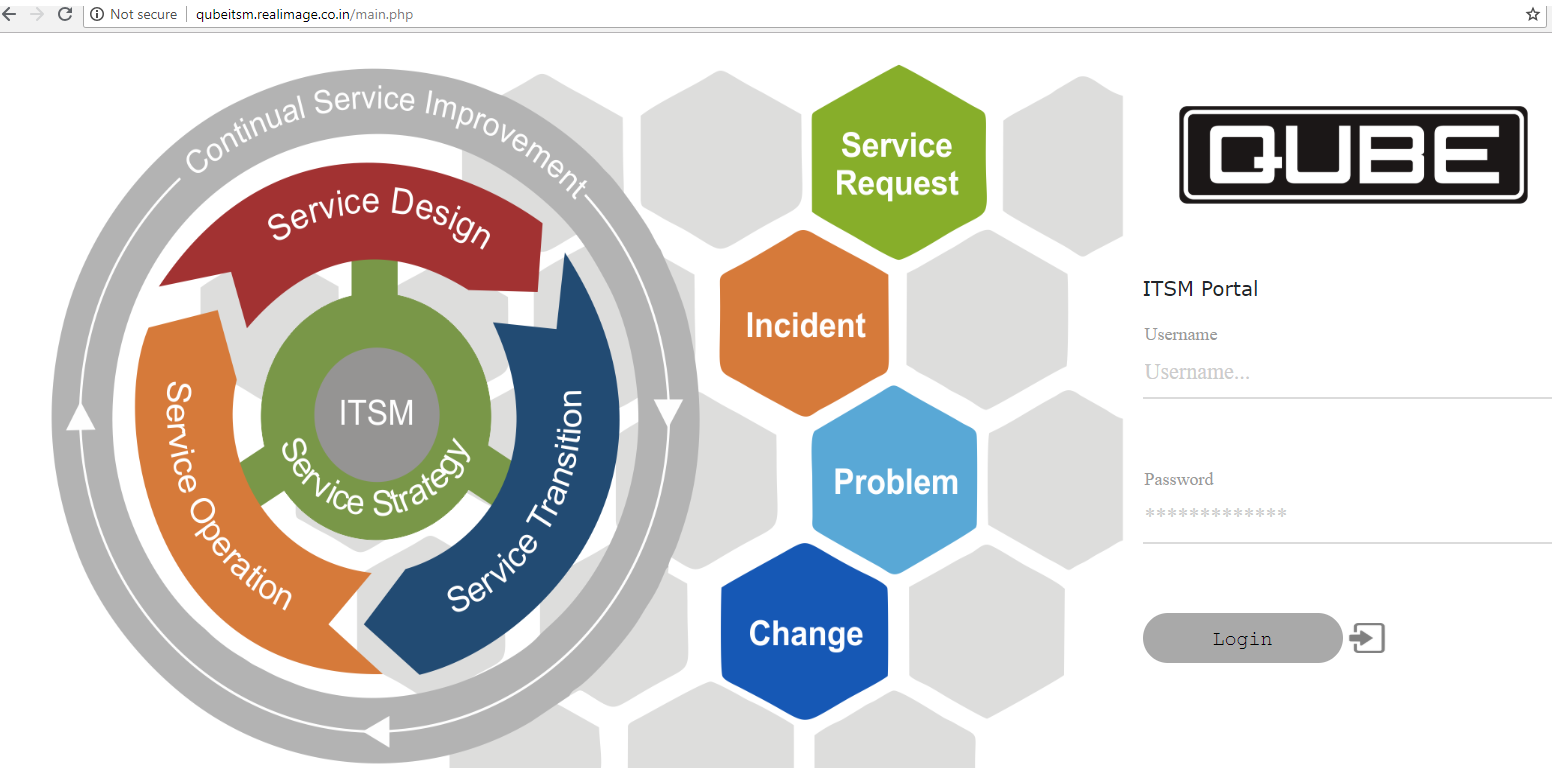 Not secure
qubeitsm.realimage.co.in/main.php
Continual Service Improvement
Service Design
Service Transition
Service Operation
Service Strategy
ITSM
Service
Request
Incident
Problem
Change
QUBE
ITSM Portal
Username
Username...
Password
*************
Login